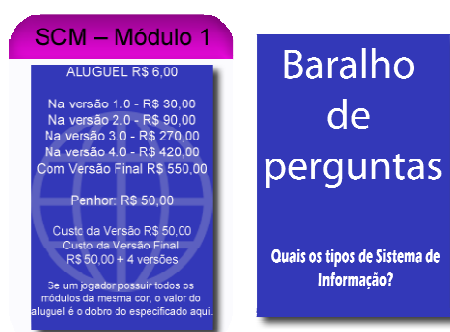 SCM – Módulo 1
ALUGUEL R$ 6,00
Na versão 1.0 - R$ 30,00
Na versão 2.0 - R$ 90,00
Na versão 3.0 - R$ 270,00
Na versão 4.0 - R$ 420,00
Com Versão Final R$ 550,00
Penhor: R$ 50,00
Custo da Versão R$ 50,00
Custo da Versão Final
R$ 50,00 + 4 versões
Se um jogador possuir todos os
módulos da mesma cor, o valor do
aluguel é o dobro do especificado aqui.
Baralho
de
perguntas
Quais os tipos de Sistema de
Informação?